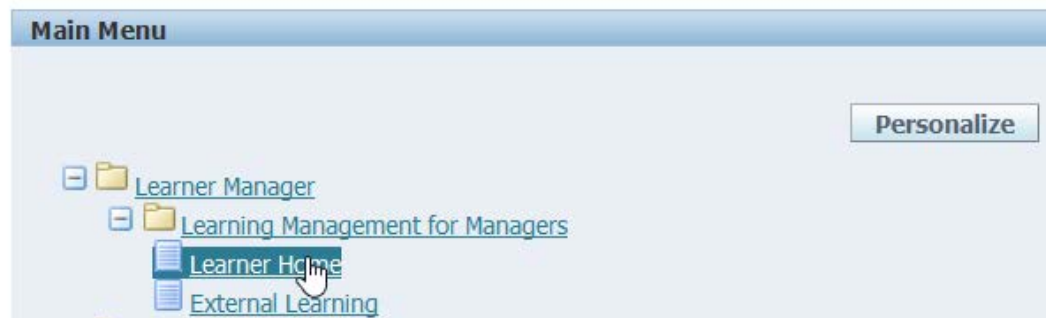 Main Menu
Personalize
Learner Manager
Learning Management for Managers
Learner Home
External Learning